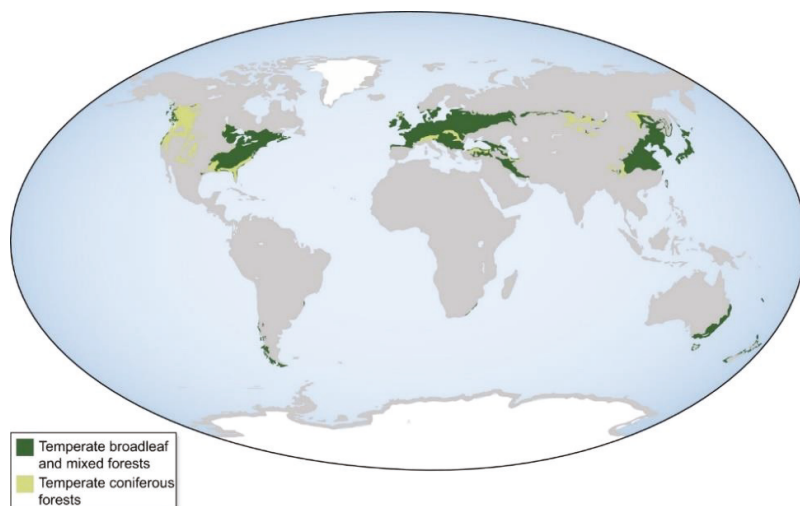 Temperate broadleaf
and mixed forests
Temperate coniferous
forests